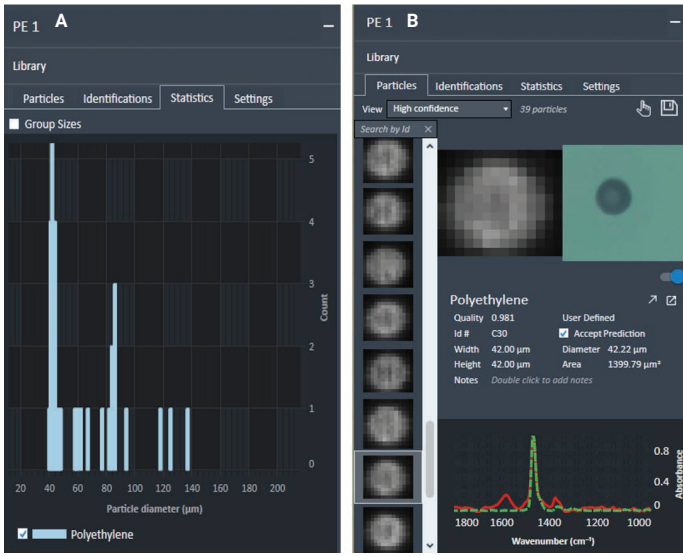 PE 1 A
Library
Particles Identifications Statistics Settings
Group Sizes
5
4
3
2
1
0
Count
20 40 60 80 100 120 140 160 180 200
Particle diameter (μm)
Polyethylene
PE 1 B
Library
Particles Identifications Statistics Settings
View High confidence 39 particles
Search by Id
Polyethylene
Quality 0.981 User Defined
Id # C30 Accept Prediction
Width 42.00 μm Diameter 42.22 μm
Height 42.00 μm Area 1399.79 μm²
Notes Double click to add notes
0.8
0.4
0
Absorbance
1800 1600 1400 1200 1000
Wavenumber (cm⁻¹)